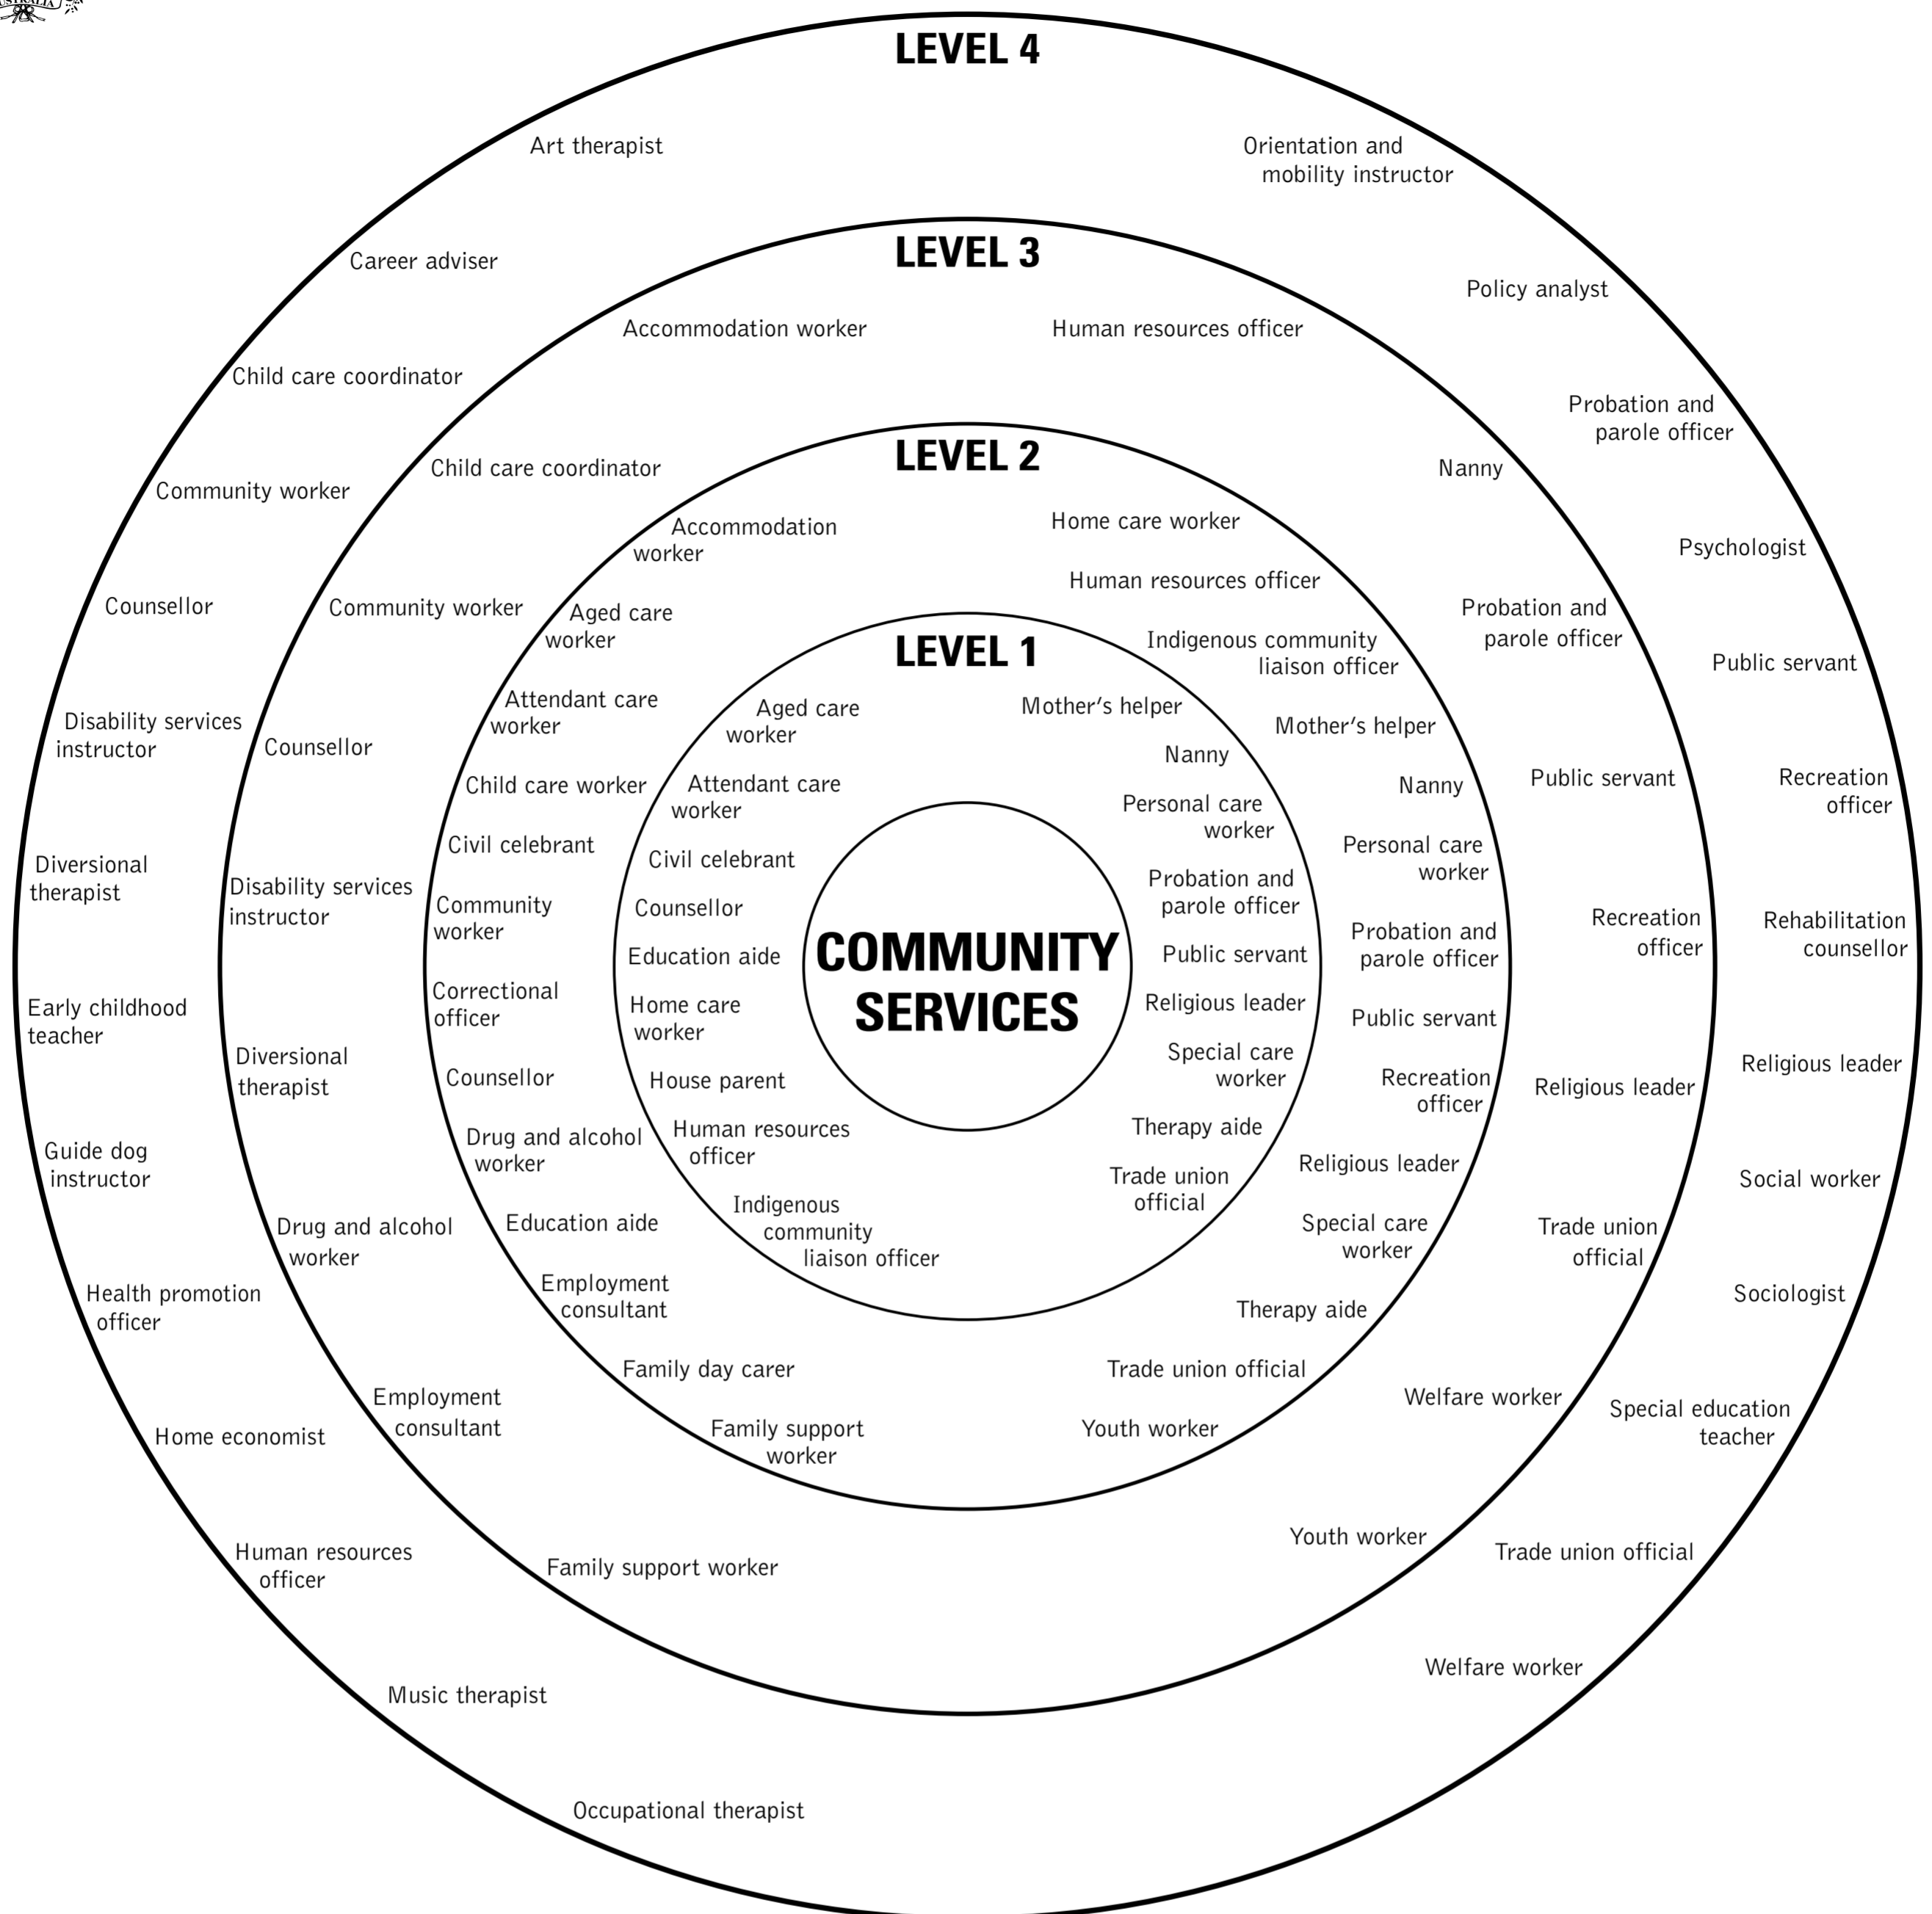 USTRALIA
LEVEL 4
Art therapist
Career adviser
Child care coordinator
Community worker
Counsellor
Disability services
instructor
Diversional
therapist
Early childhood
teacher
Guide dog
instructor
Health promotion
officer
Home economist
Human resources
officer
Music therapist
Occupational therapist
Orientation and
mobility instructor
Policy analyst
Probation and
parole officer
Psychologist
Public servant
Recreation
officer
Rehabilitation
counsellor
Religious leader
Social worker
Sociologist
Special education
teacher
Trade union official
Welfare worker
LEVEL 3
Accommodation worker
Child care coordinator
Community worker
Counsellor
Disability services
instructor
Diversional
therapist
Drug and alcohol
worker
Employment
consultant
Family support worker
Human resources officer
Nanny
Probation and
parole officer
Public servant
Recreation
officer
Religious leader
Trade union
official
Welfare worker
Youth worker
LEVEL 2
Accommodation
worker
Aged care
worker
Attendant care
worker
Child care worker
Civil celebrant
Community
worker
Correctional
officer
Counsellor
Drug and alcohol
worker
Education aide
Employment
consultant
Family day carer
Family support
worker
Home care worker
Human resources officer
Indigenous community
liaison officer
Mother's helper
Nanny
Personal care
worker
Probation and
parole officer
Public servant
Recreation
officer
Religious leader
Special care
worker
Therapy aide
Trade union official
Youth worker
LEVEL 1
Aged care
worker
Attendant care
worker
Civil celebrant
Counsellor
Education aide
Home care
worker
House parent
Human resources
officer
Indigenous
community
liaison officer
Mother's helper
Nanny
Personal care
worker
Probation and
parole officer
Public servant
Religious leader
Special care
worker
Therapy aide
Trade union
official
COMMUNITY
SERVICES